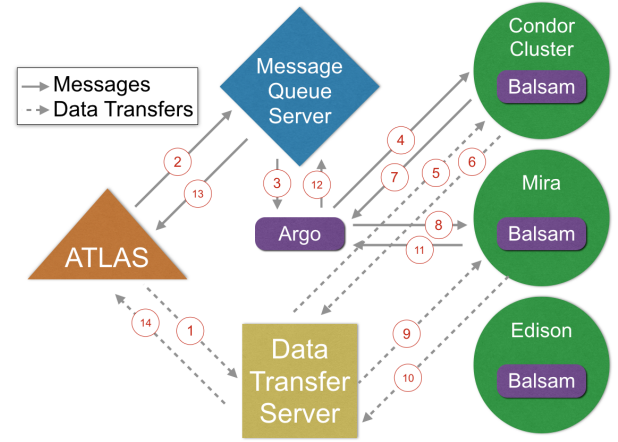 Condor
Cluster
Balsam
Message
Queue
Server
Messages
Data Transfers
4
2
5
6
7
3
12
13
Mira
Argo
8
Balsam
11
ATLAS
14
1
9
10
Edison
Data
Transfer
Server
Balsam